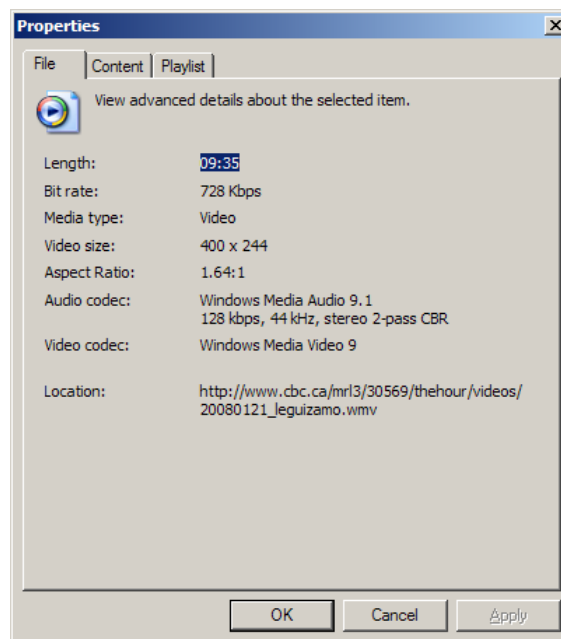 Properties
File Content Playlist
View advanced details about the selected item.
Length: 09:35
Bit rate: 728 Kbps
Media type: Video
Video size: 400 x 244
Aspect Ratio: 1.64:1
Audio codec: Windows Media Audio 9.1
128 kbps, 44 kHz, stereo 2-pass CBR
Video codec: Windows Media Video 9
Location: http://www.cbc.ca/mrl3/30569/thehour/videos/
20080121_leguizamo.wmv
OK Cancel Apply